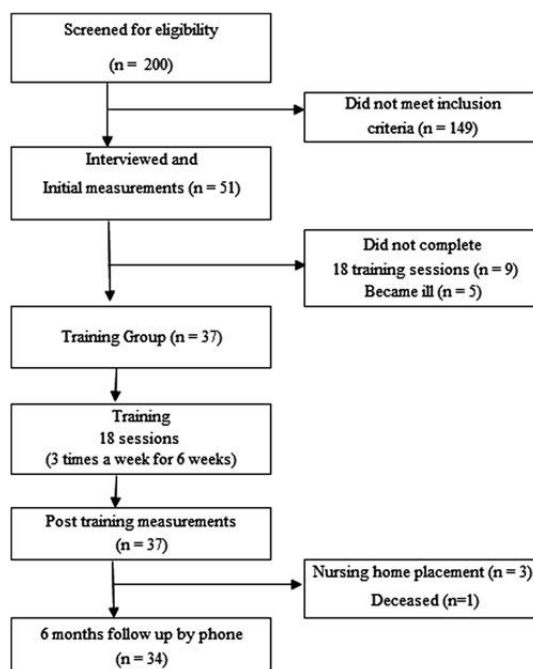 Screened for eligibility
(n = 200)
Did not meet inclusion
criteria (n = 149)
Interviewed and
Initial measurements (n = 51)
Did not complete
18 training sessions (n = 9)
Became ill (n = 5)
Training Group (n = 37)
Training
18 sessions
(3 times a week for 6 weeks)
Post training measurements
(n = 37)
Nursing home placement (n = 3)
Deceased (n=1)
6 months follow up by phone
(n = 34)